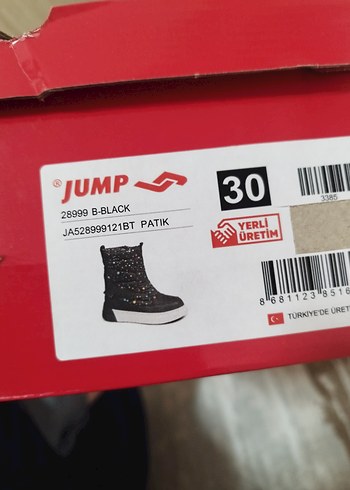 ® JUMP
30
28999 B-BLACK
JA528999121BT PATIK
YERLİ
ÜRETİM
3385
8 681123 8516
TÜRKİYE'DE ÜRET